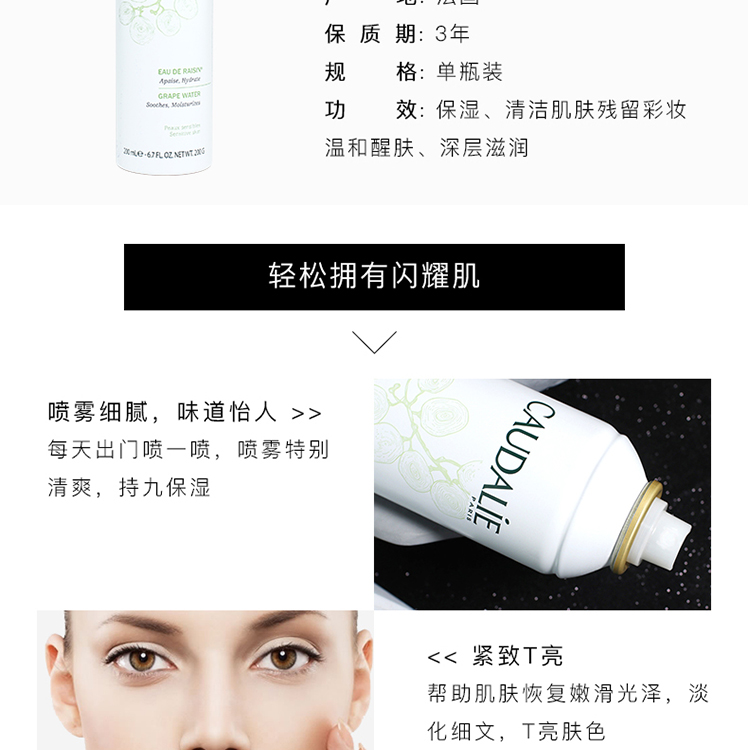 EAU DE RAISIN
Apaise, Hydrate
GRAPE WATER
Soothes, Moisturizes
Peaux sensibles
Sensitive skin
200 mL℮ - 6.7 FL. OZ. NET WT. 200 G
产 地: 法国
保 质 期: 3年
规 格: 单瓶装
功 效: 保湿、清洁肌肤残留彩妆
温和醒肤、深层滋润
轻松拥有闪耀肌
喷雾细腻，味道怡人 >>
每天出门喷一喷，喷雾特别
清爽，持九保湿
CAUDALIE
PARIS
<< 紧致T亮
帮助肌肤恢复嫩滑光泽，淡
化细文，T亮肤色